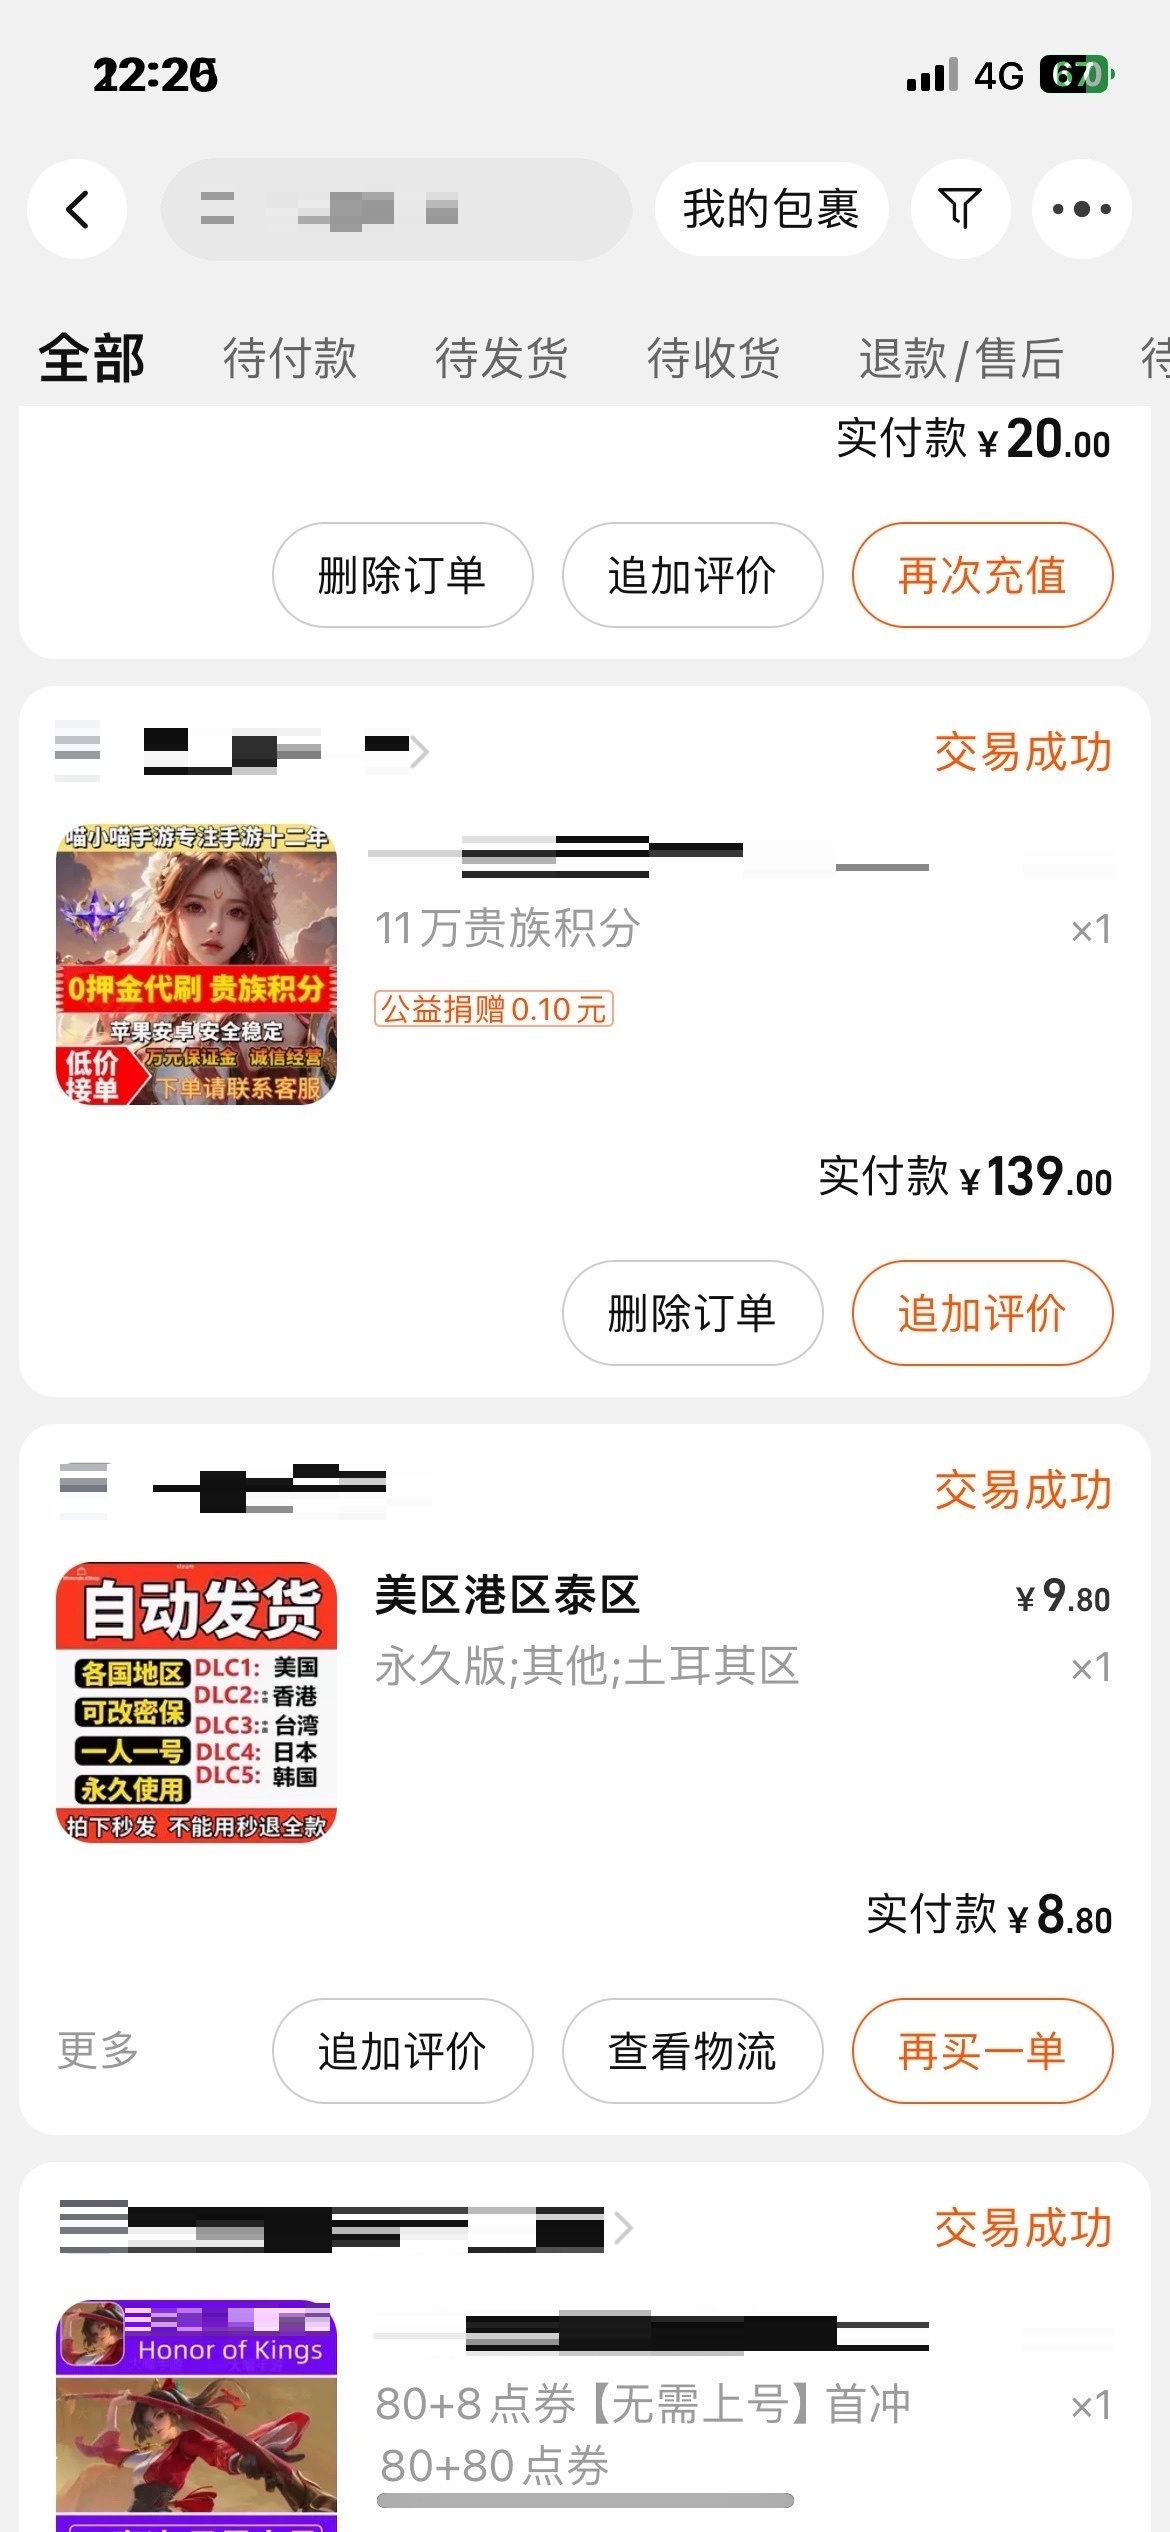 4G
我的包裹
全部 待付款 待发货 待收货 退款/售后
实付款 ¥20.00
删除订单 追加评价 再次充值
交易成功
喵小喵手游专注手游十二年
0押金代刷 贵族积分
苹果安卓 安全稳定
低价接单
万元保证金 诚信经营
下单请联系客服
11万贵族积分 ×1
公益捐赠0.10元
实付款 ¥139.00
删除订单 追加评价
交易成功
自动发货
各国地区 DLC1: 美国
可改密保 DLC2:: 香港
DLC3:: 台湾
一人一号 DLC4: 日本
永久使用 DLC5: 韩国
拍下秒发 不能用秒退全款
美区港区泰区 ¥9.80
永久版;其他;土耳其区 ×1
实付款 ¥8.80
更多 追加评价 查看物流 再买一单
交易成功
Honor of Kings
80+8点券【无需上号】首冲 ×1
80+80点券